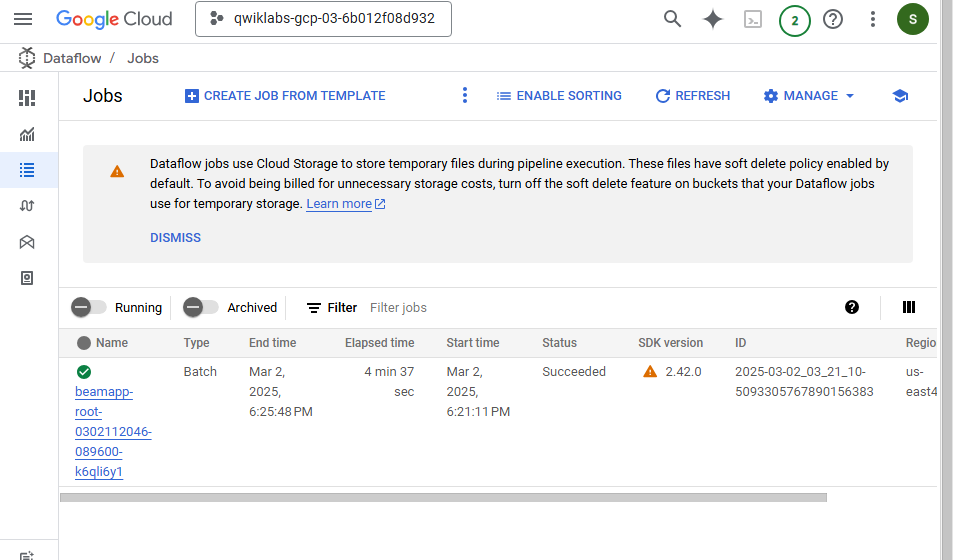 Google Cloud
qwiklabs-gcp-03-6b012f08d932
2
S
Dataflow / Jobs
Jobs
CREATE JOB FROM TEMPLATE
ENABLE SORTING
REFRESH
MANAGE
Dataflow jobs use Cloud Storage to store temporary files during pipeline execution. These files have soft delete policy enabled by
default. To avoid being billed for unnecessary storage costs, turn off the soft delete feature on buckets that your Dataflow jobs
use for temporary storage. Learn more
DISMISS
Running
Archived
Filter
Filter jobs
Name
Type
End time
Elapsed time
Start time
Status
SDK version
ID
Regio
beamapp-
root-
0302112046-
089600-
k6qli6y1
Batch
Mar 2,
2025,
6:25:48 PM
4 min 37
sec
Mar 2,
2025,
6:21:11 PM
Succeeded
2.42.0
2025-03-02_03_21_10-
5093305767890156383
us-
east4